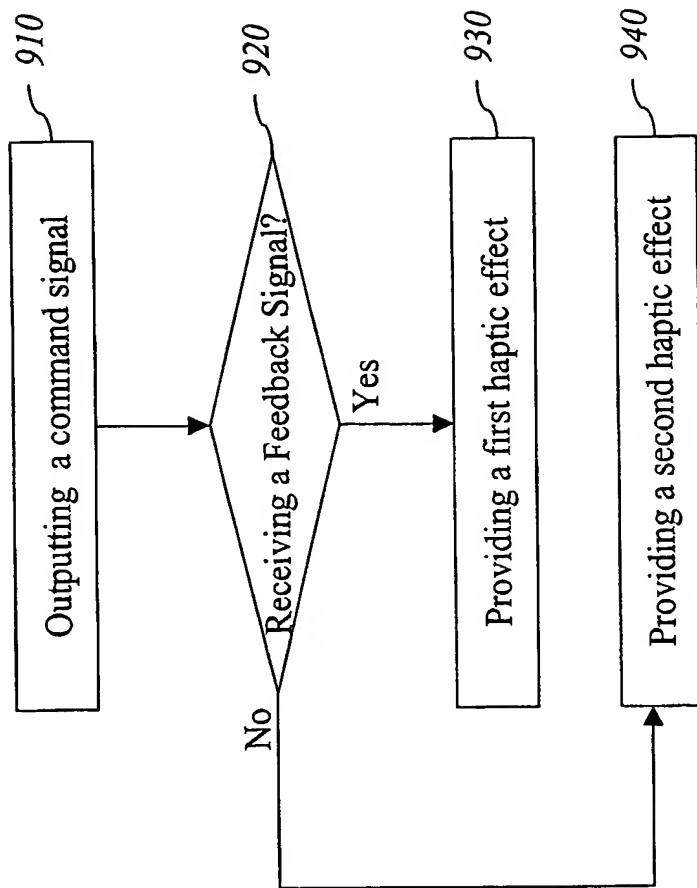 910
Outputting a command signal
920
Receiving a Feedback Signal?
No
Yes
930
Providing a first haptic effect
940
Providing a second haptic effect